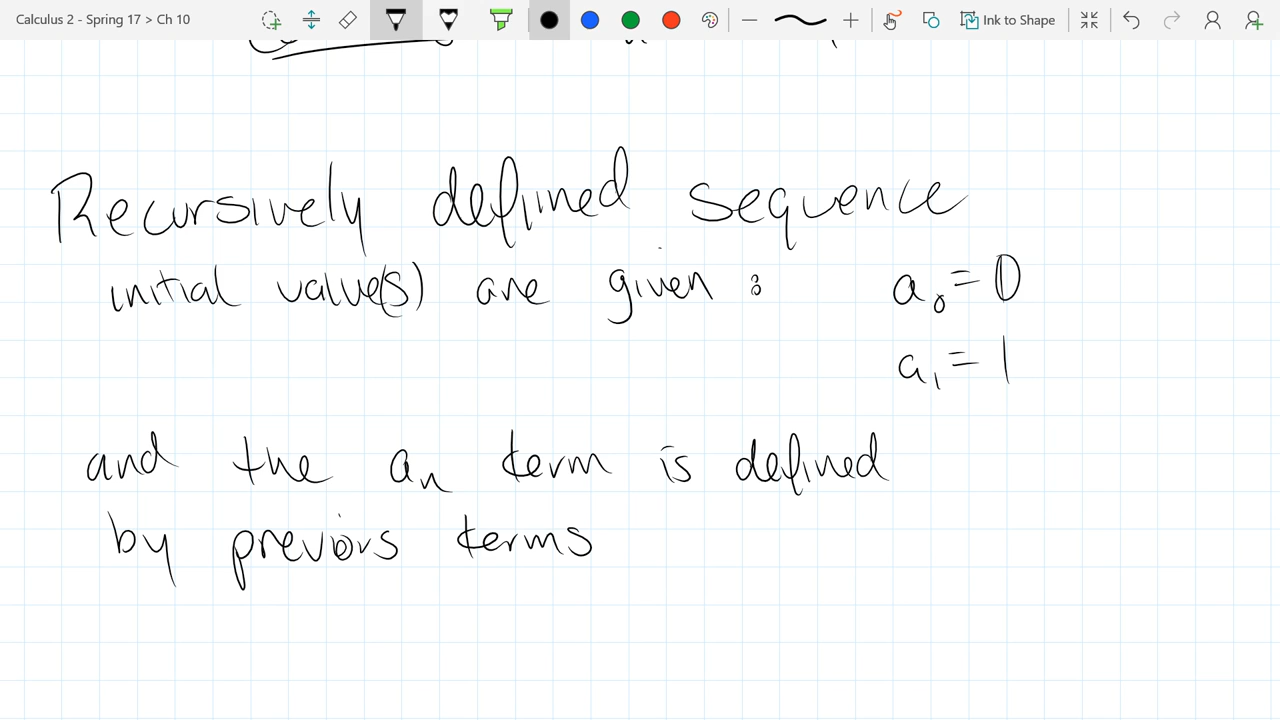 Calculus 2 - Spring 17 > Ch 10
Ink to Shape
Recursively defined sequence
initial value(s) are given : a₀ = 0
a₁ = 1
and the aₙ term is defined
by previous terms